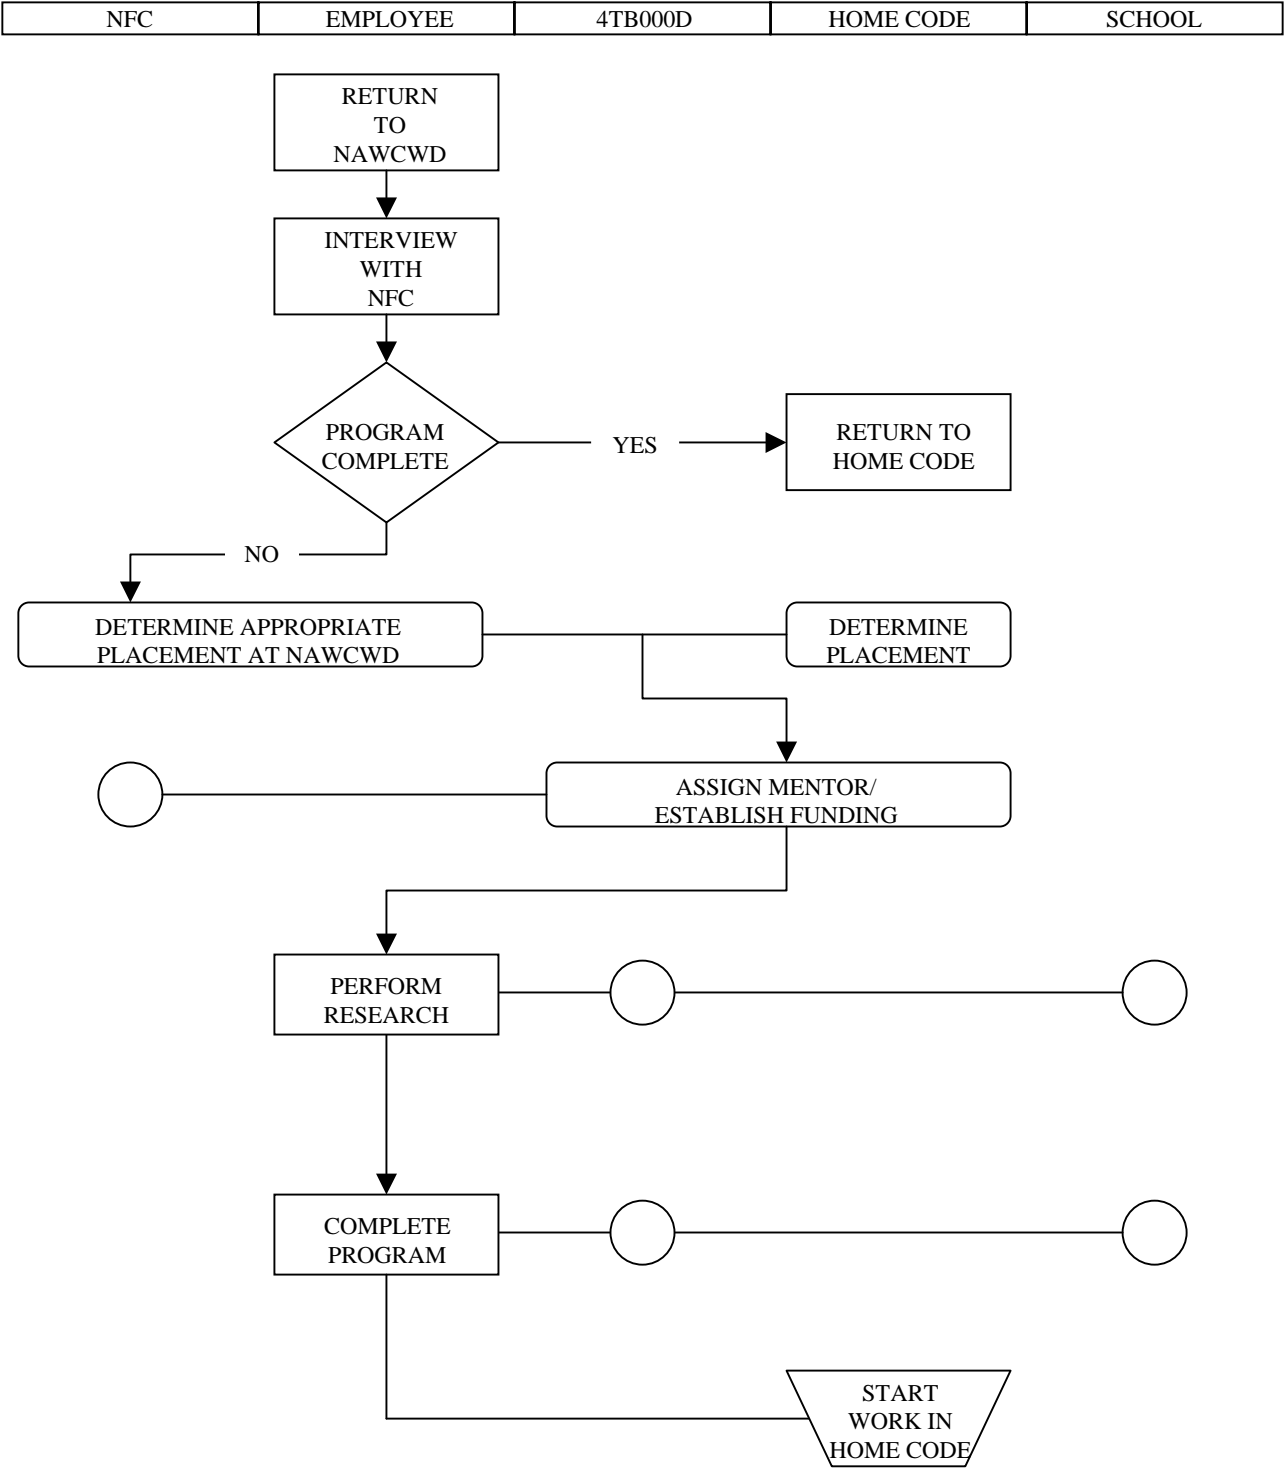 NFC EMPLOYEE 4TB000D HOME CODE SCHOOL
RETURN
TO
NAWCWD
INTERVIEW
WITH
NFC
PROGRAM
COMPLETE
YES
RETURN TO
HOME CODE
NO
DETERMINE APPROPRIATE
PLACEMENT AT NAWCWD
DETERMINE
PLACEMENT
ASSIGN MENTOR/
ESTABLISH FUNDING
PERFORM
RESEARCH
COMPLETE
PROGRAM
START
WORK IN
HOME CODE